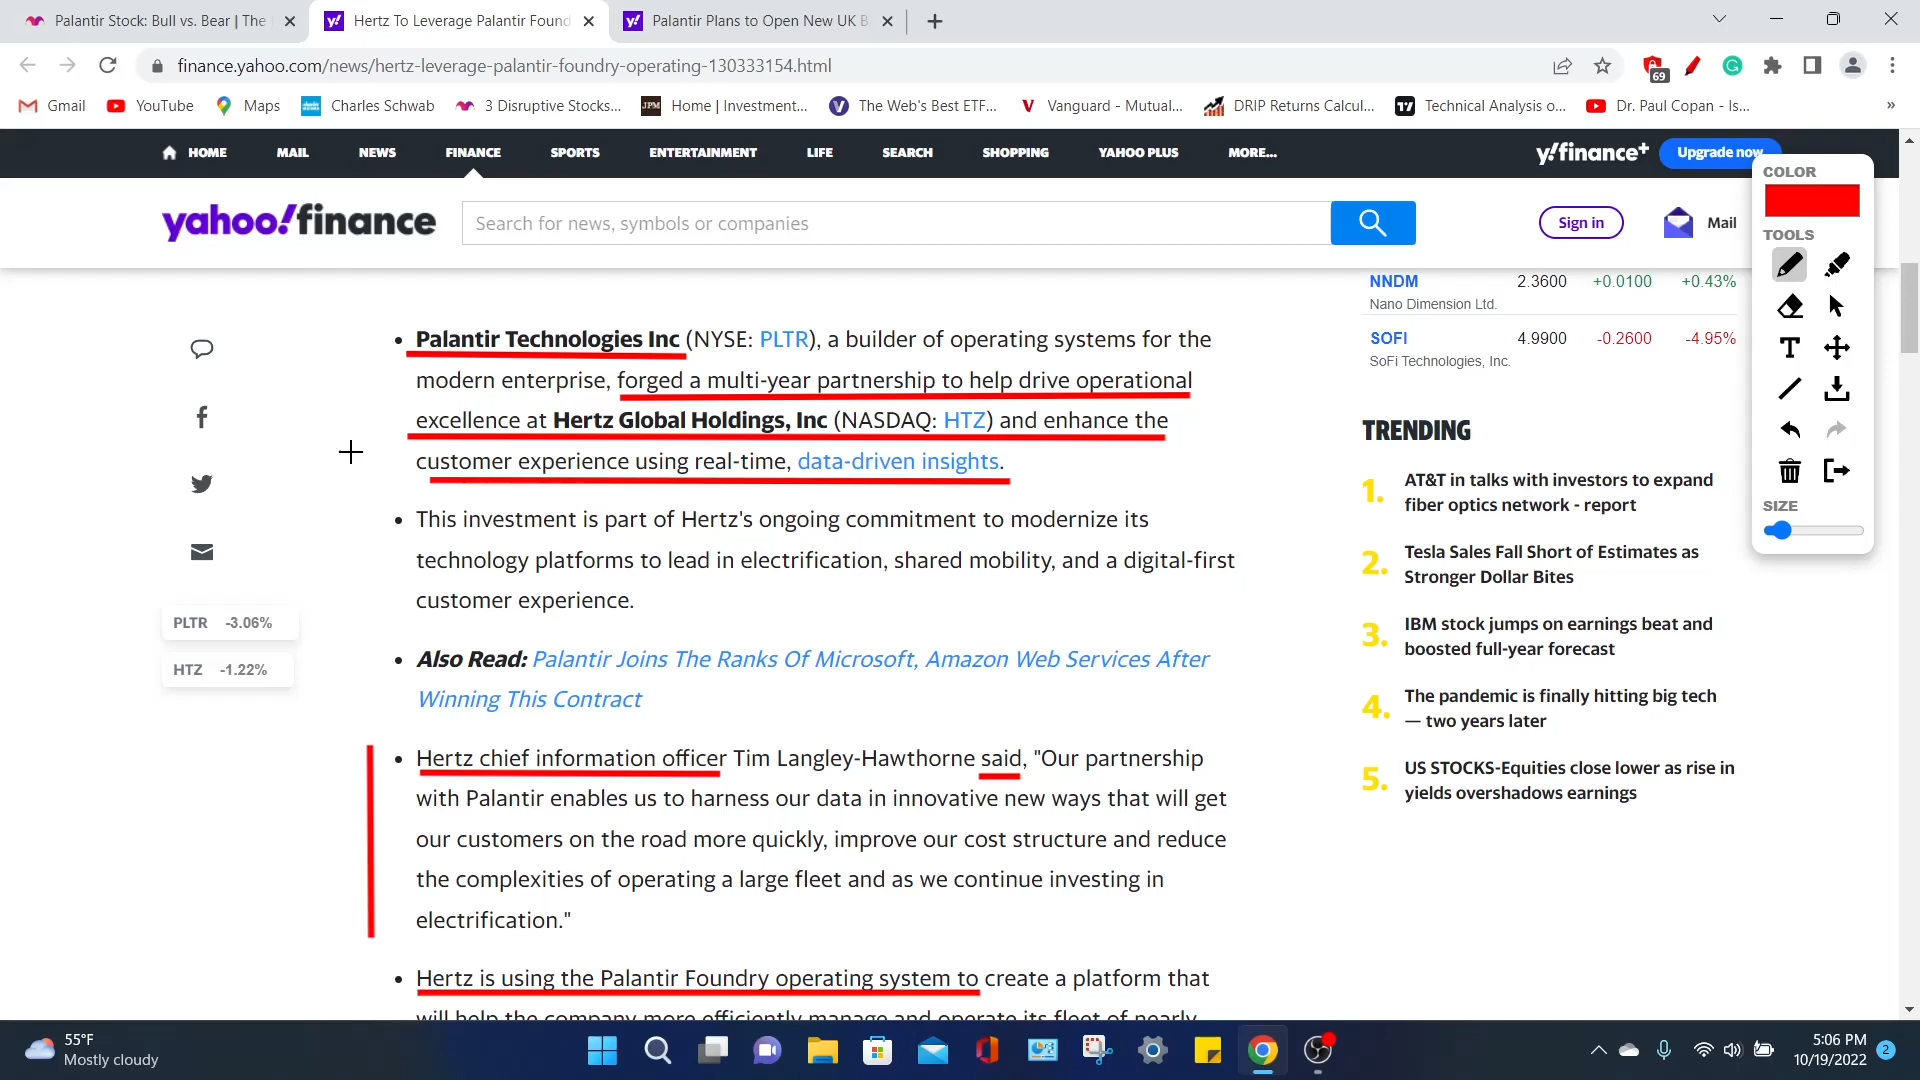 Palantir Stock: Bull vs. Bear | The
Hertz To Leverage Palantir Found
Palantir Plans to Open New UK B
finance.yahoo.com/news/hertz-leverage-palantir-foundry-operating-130333154.html
69
Gmail
YouTube
Maps
Charles Schwab
3 Disruptive Stocks...
JPM
Home | Investment...
The Web's Best ETF...
Vanguard - Mutual...
DRIP Returns Calcul...
Technical Analysis o...
Dr. Paul Copan - Is...
»
HOME
MAIL
NEWS
FINANCE
SPORTS
ENTERTAINMENT
LIFE
SEARCH
SHOPPING
YAHOO PLUS
MORE...
y!finance+
Upgrade now
yahoo!finance
Search for news, symbols or companies
Sign in
Mail
COLOR
TOOLS
T
SIZE
NNDM 2.3600 +0.0100 +0.43%
Nano Dimension Ltd.
SOFI 4.9900 -0.2600 -4.95%
SoFi Technologies, Inc.
• Palantir Technologies Inc (NYSE: PLTR), a builder of operating systems for the
modern enterprise, forged a multi-year partnership to help drive operational
excellence at Hertz Global Holdings, Inc (NASDAQ: HTZ) and enhance the
customer experience using real-time, data-driven insights.
• This investment is part of Hertz's ongoing commitment to modernize its
technology platforms to lead in electrification, shared mobility, and a digital-first
customer experience.
• Also Read: Palantir Joins The Ranks Of Microsoft, Amazon Web Services After
Winning This Contract
• Hertz chief information officer Tim Langley-Hawthorne said, "Our partnership
with Palantir enables us to harness our data in innovative new ways that will get
our customers on the road more quickly, improve our cost structure and reduce
the complexities of operating a large fleet and as we continue investing in
electrification."
• Hertz is using the Palantir Foundry operating system to create a platform that
will help the company more efficiently manage and operate its fleet of nearly
PLTR -3.06%
HTZ -1.22%
TRENDING
1. AT&T in talks with investors to expand
fiber optics network - report
2. Tesla Sales Fall Short of Estimates as
Stronger Dollar Bites
3. IBM stock jumps on earnings beat and
boosted full-year forecast
4. The pandemic is finally hitting big tech
— two years later
5. US STOCKS-Equities close lower as rise in
yields overshadows earnings
55°F
Mostly cloudy
5:06 PM
10/19/2022
2